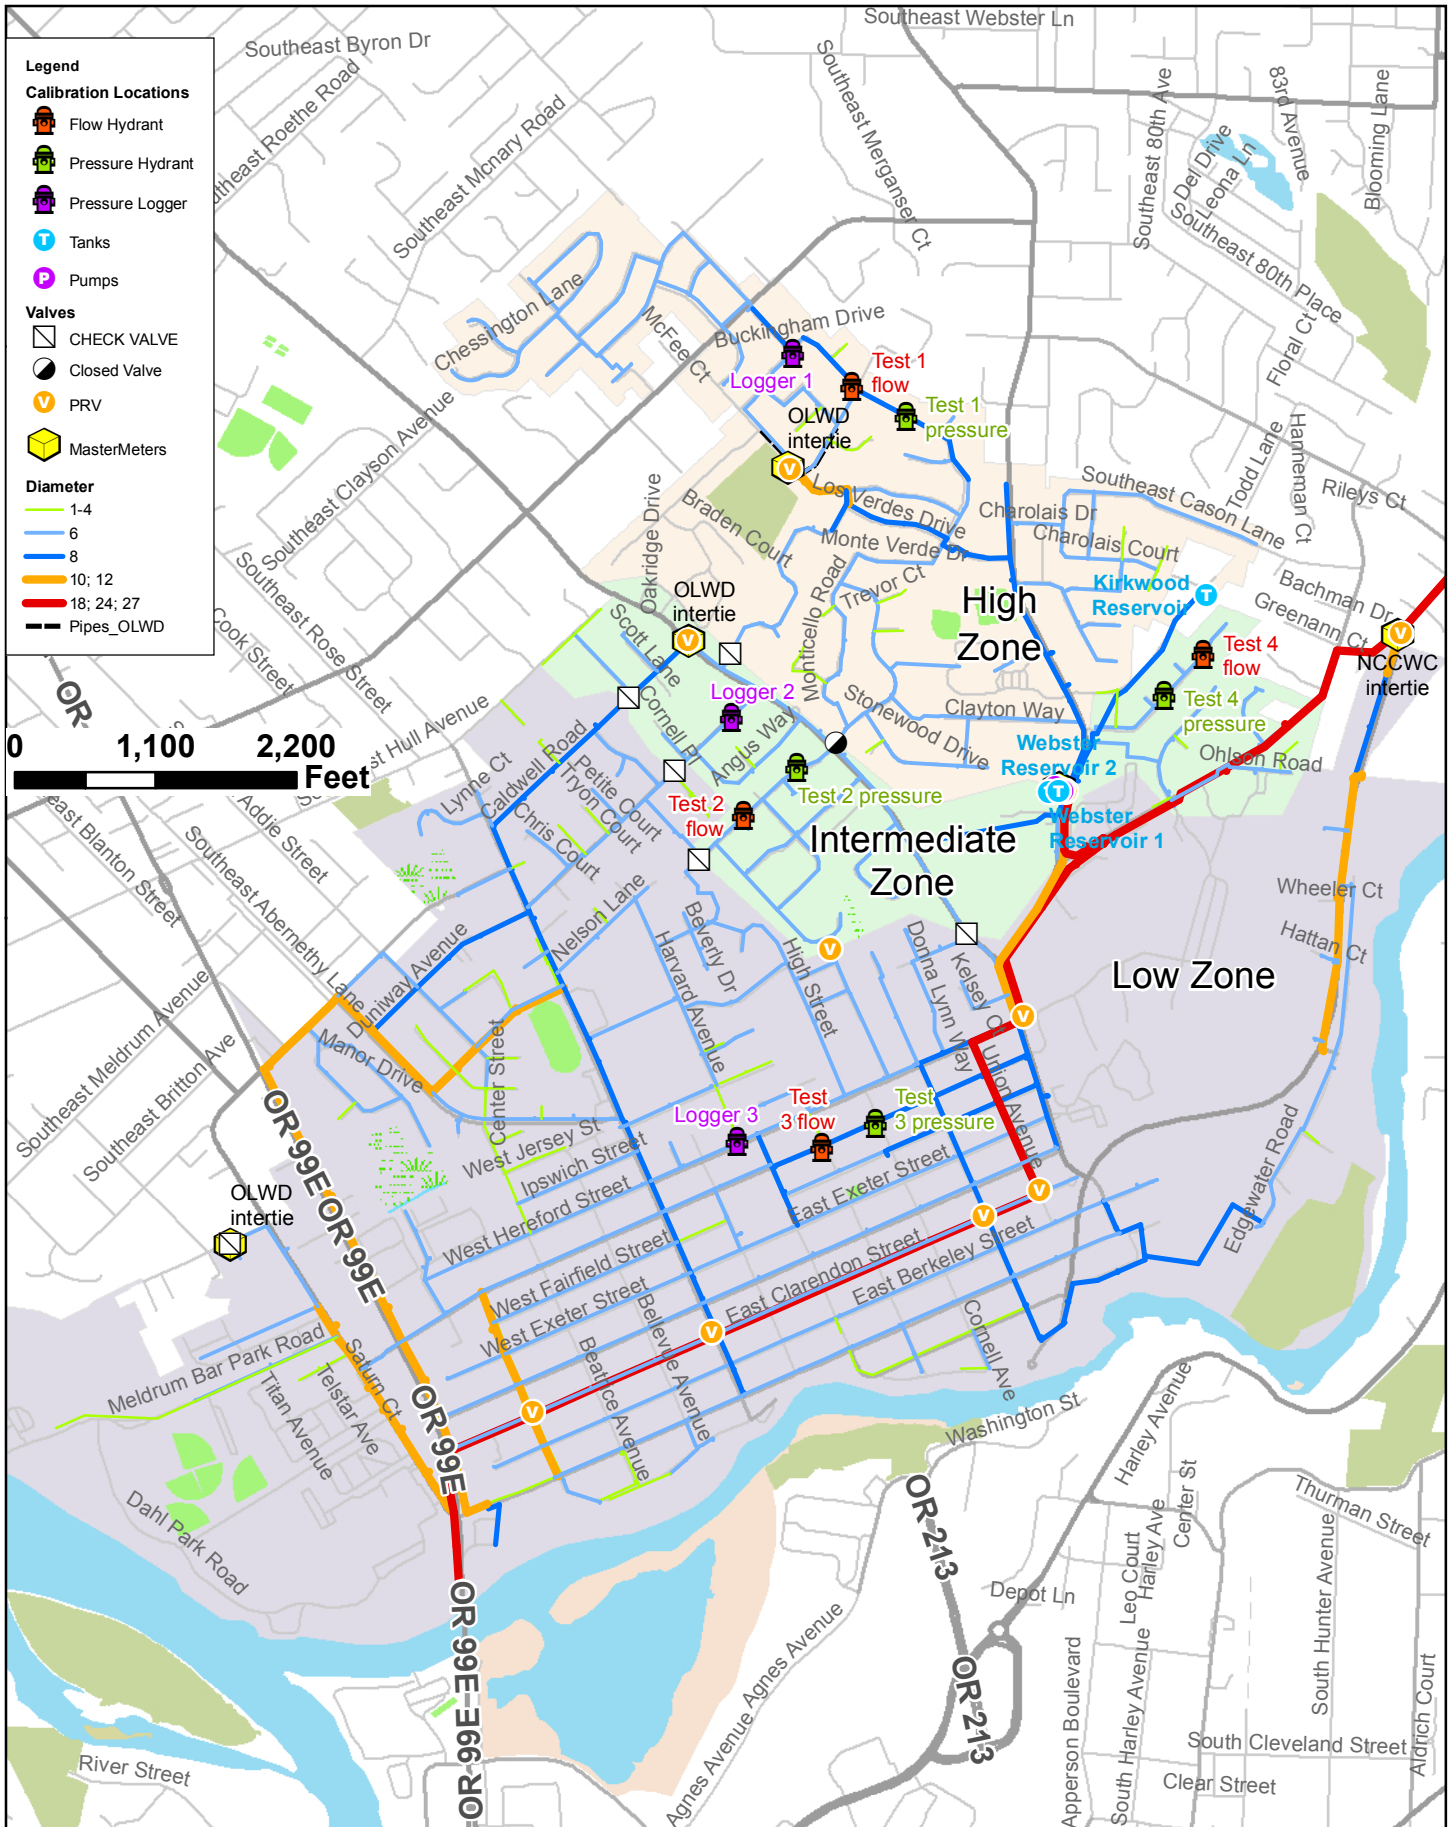 Southeast Webster Ln
Southeast Byron Dr
Legend
Calibration Locations
Flow Hydrant
Pressure Hydrant
Pressure Logger
T
Tanks
P
Pumps
Valves
CHECK VALVE
Closed Valve
V
PRV
MasterMeters
Diameter
1-4
6
8
10; 12
18; 24; 27
Pipes_OLWD
Southeast Mcnary Road
Southeast Merganser Ct
Southeast 80th Ave
83rd Avenue
Blooming Lane
Del Drive
Leona Ln
Southeast 80th Place
Floral Ct
Chessington Lane
McFee Ct
Buckingham Drive
Logger 1
Test 1
flow
Test 1
pressure
OLWD
intertie
V
Southeast Clayson Avenue
Southeast Rose Street
Cook Street
Oakridge Drive
Braden Court
Los Verdes Drive
Monte Verde Dr
Charolais Dr
Charolais Court
Southeast Cason Lane
Todd Lane
Hanneman Ct
Rileys Ct
Bachman Dr
Greenann Ct
Kirkwood
Reservoir
T
High
Zone
Trevor Ct
Monticello Road
OLWD
intertie
V
Scott Lane
Cornell Pl
Logger 2
Angus Way
Stonewood Drive
Clayton Way
Test 4
flow
Test 4
pressure
V
NCCWC
intertie
Ohlson Road
Webster
Reservoir 2
T
Webster
Reservoir 1
OR
0
1,100
2,200
Feet
Lynne Ct
Caldwell Road
Petite Court
Tryon Court
Chris Court
Test 2
flow
Test 2 pressure
Intermediate
Zone
Addie Street
Southeast Abernethy Lane
Duniway Avenue
Nelson Lane
Beverly Dr
Harvard Avenue
High Street
V
Donna Lynn Way
Kelsey Ct
Low Zone
Wheeler Ct
Hattan Ct
V
Southeast Meldrum Avenue
Southeast Britton Ave
Manor Drive
Center Street
Union Avenue
Logger 3
Test
3 flow
Test
3 pressure
West Jersey St
Ipswich Street
West Hereford Street
East Exeter Street
V
V
Edgewater Road
OLWD
intertie
OR 99E
OR 99E
West Fairfield Street
West Exeter Street
East Clarendon Street
East Berkeley Street
V
Bellevue Avenue
Beatrice Avenue
Cornell Ave
Meldrum Bar Park Road
Saturn Ct
Telstar Ave
Titan Avenue
OR 99E
V
Washington St
Harley Avenue
Dahl Park Road
OR 213
Center St
Harley Ave
Leo Court
Thurman Street
Depot Ln
South Hunter Avenue
OR 99E
OR 99E
Agnes Avenue
Agnes Avenue
OR 213
Apperson Boulevard
South Harley Avenue
Aldrich Court
South Cleveland Street
Clear Street
River Street